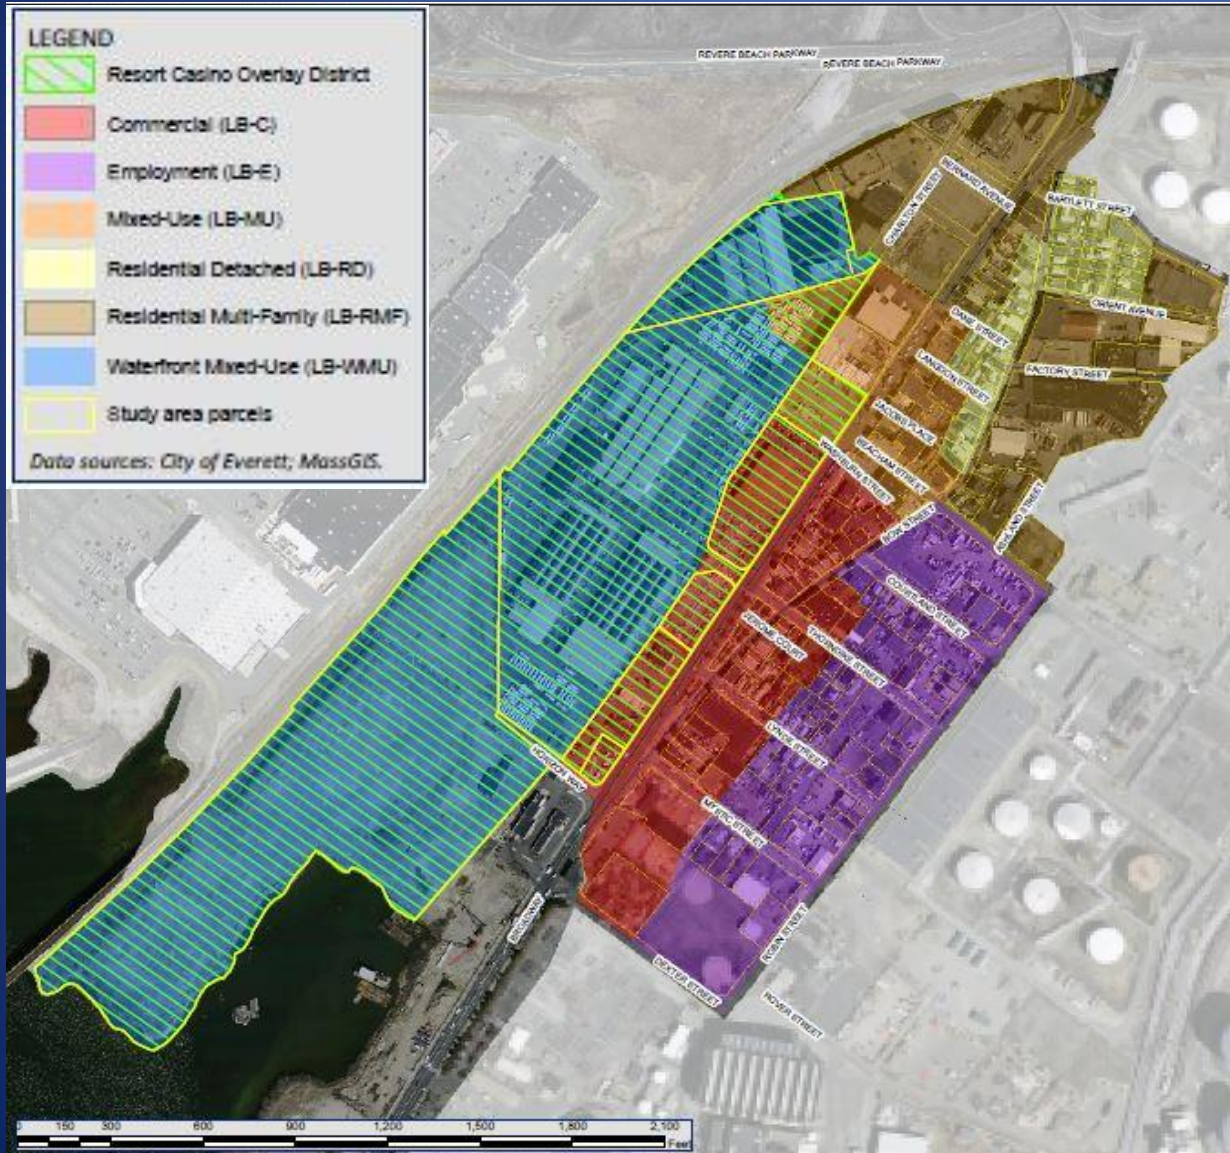 LEGEND
Resort Casino Overlay District
Commercial (LB-C)
Employment (LB-E)
Mixed-Use (LB-MU)
Residential Detached (LB-RD)
Residential Multi-Family (LB-RMF)
Waterfront Mixed-Use (LB-WMU)
Study area parcels
Data sources: City of Everett; MassGIS.
REVERE BEACH PARKWAY
REVERE BEACH PARKWAY
BERNARD AVENUE
CHARLTON STREET
BARTLETT STREET
ORIENT AVENUE
DANE STREET
LANGDON STREET
FACTORY STREET
JACOBS PLACE
BEACHAM STREET
WASHBURN STREET
BOW STREET
ASHLAND STREET
COURTLAND STREET
THORNDIKE STREET
JEROME COURT
LYNDE STREET
HORIZON WAY
MYSTIC STREET
BROADWAY
ROBIN STREET
DEXTER STREET
ROVER STREET
0 150 300 600 900 1,200 1,500 1,800 2,100
Feet